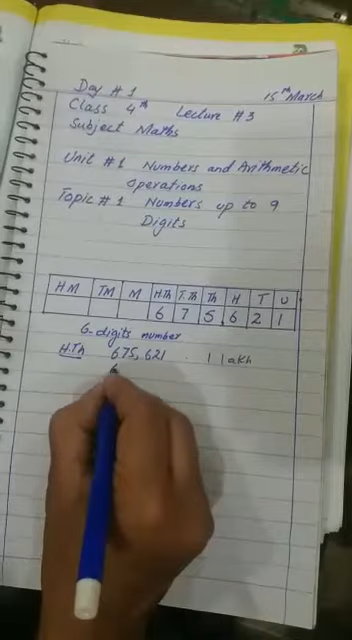 Day # 1 15th March
Class 4th Lecture # 3
Subject Maths
Unit # 1 Numbers and Arithmetic
Operations
Topic # 1 Numbers up to 9
Digits
HM TM M H.Th T.Th Th H T U
6 7 5 6 2 1
6-digits number
H.Th 675,621 . 1 lakh
6